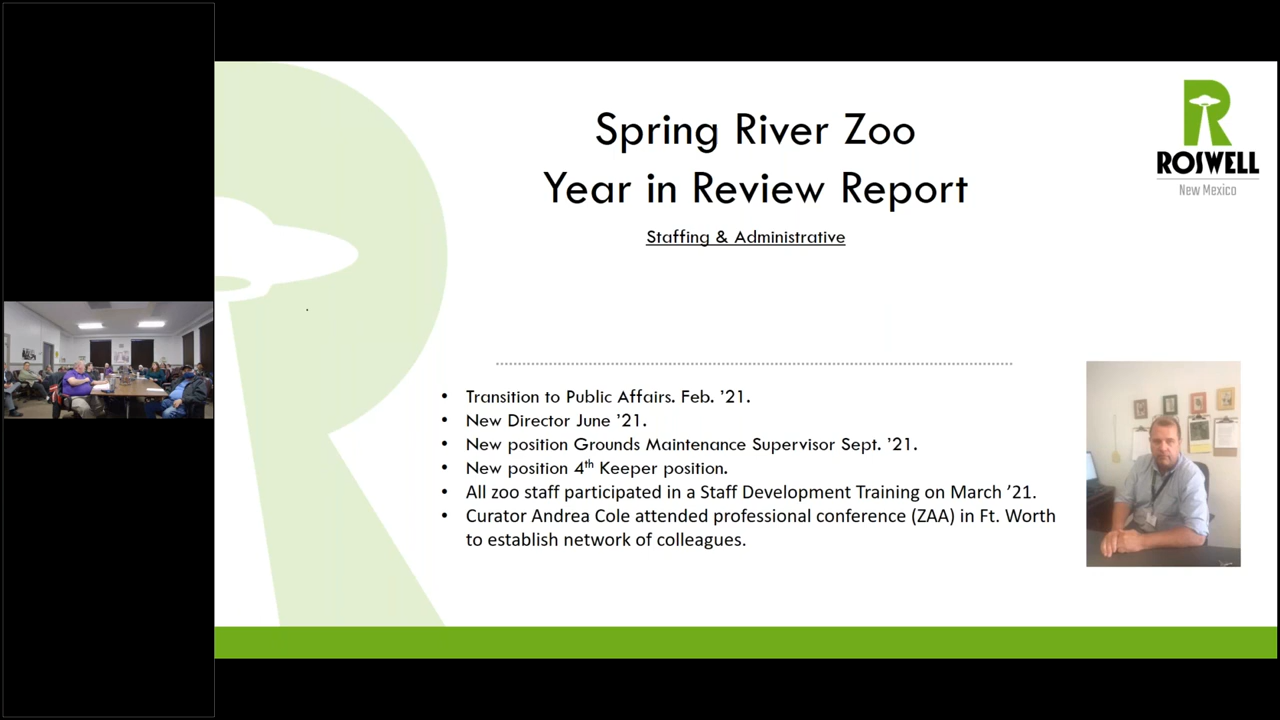 Spring River Zoo
Year in Review Report
Staffing & Administrative
ROSWELL
New Mexico
• Transition to Public Affairs. Feb. ’21.
• New Director June ’21.
• New position Grounds Maintenance Supervisor Sept. ’21.
• New position 4th Keeper position.
• All zoo staff participated in a Staff Development Training on March ’21.
• Curator Andrea Cole attended professional conference (ZAA) in Ft. Worth
to establish network of colleagues.